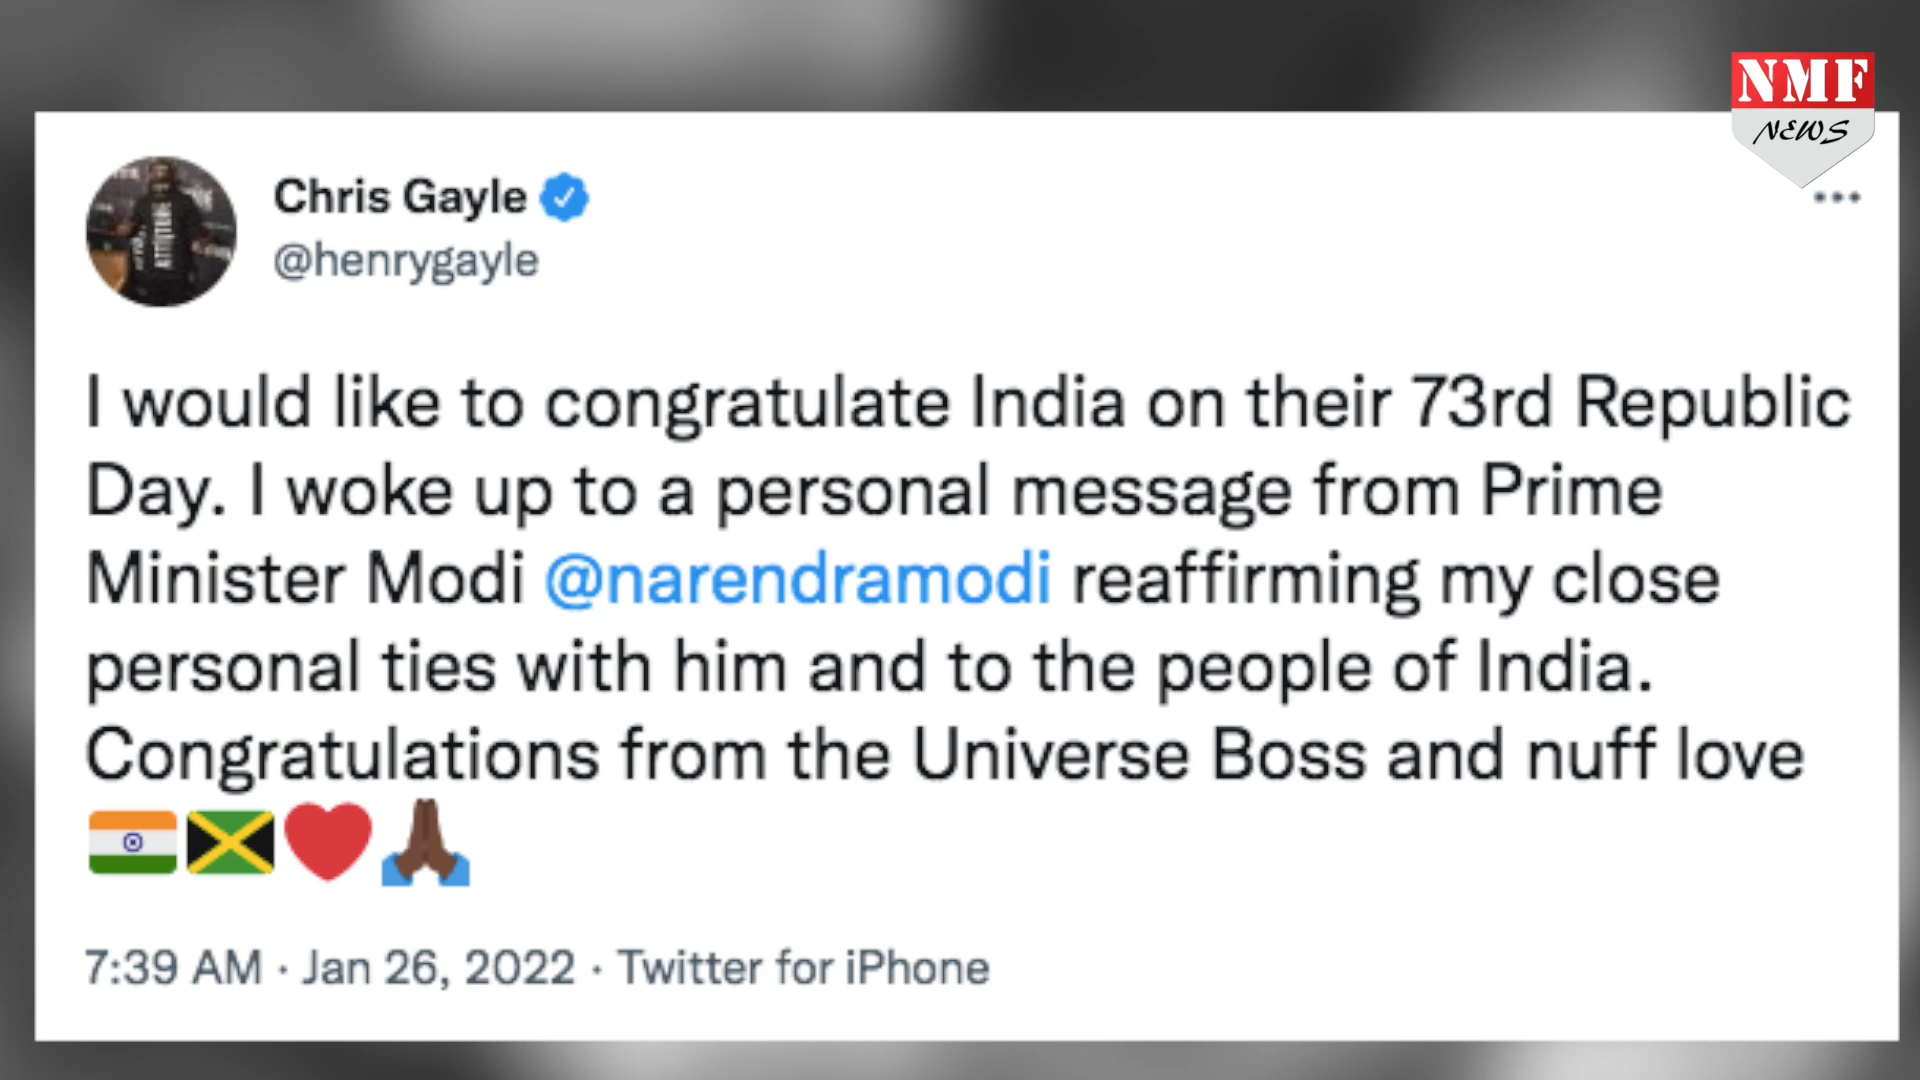 NMF
NEWS
Chris Gayle
@henrygayle
I would like to congratulate India on their 73rd Republic
Day. I woke up to a personal message from Prime
Minister Modi @narendramodi reaffirming my close
personal ties with him and to the people of India.
Congratulations from the Universe Boss and nuff love
🇮🇳🇯🇲❤️🙏🏿
7:39 AM · Jan 26, 2022 · Twitter for iPhone